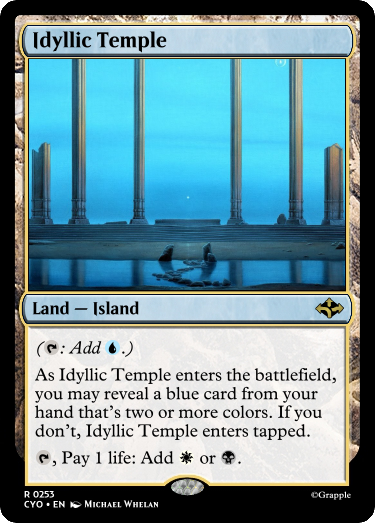 Idyllic Temple
Land — Island
(: Add .)
As Idyllic Temple enters the battlefield,
you may reveal a blue card from your
hand that's two or more colors. If you
don't, Idyllic Temple enters tapped.
, Pay 1 life: Add or .
R 0253
CYO • EN Michael Whelan
©Grapple